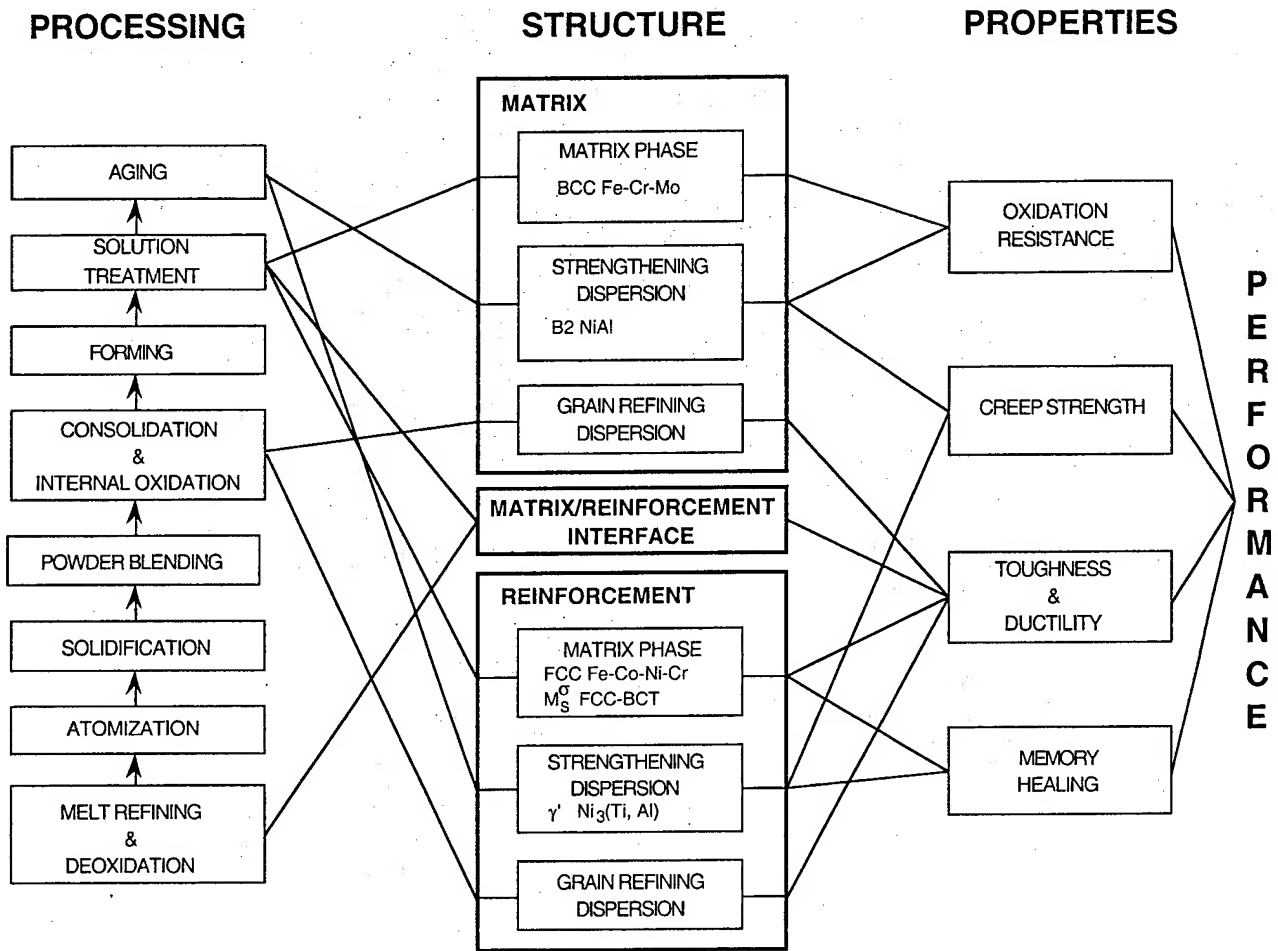 PROCESSING
STRUCTURE
PROPERTIES
AGING
SOLUTION
TREATMENT
FORMING
CONSOLIDATION
&
INTERNAL OXIDATION
POWDER BLENDING
SOLIDIFICATION
ATOMIZATION
MELT REFINING
&
DEOXIDATION
MATRIX
MATRIX PHASE
BCC Fe-Cr-Mo
STRENGTHENING
DISPERSION
B2 NiAl
GRAIN REFINING
DISPERSION
MATRIX/REINFORCEMENT
INTERFACE
REINFORCEMENT
MATRIX PHASE
FCC Fe-Co-Ni-Cr
M_S^σ FCC-BCT
STRENGTHENING
DISPERSION
γ' Ni₃(Ti, Al)
GRAIN REFINING
DISPERSION
OXIDATION
RESISTANCE
CREEP STRENGTH
TOUGHNESS
&
DUCTILITY
MEMORY
HEALING
PERFORMANCE